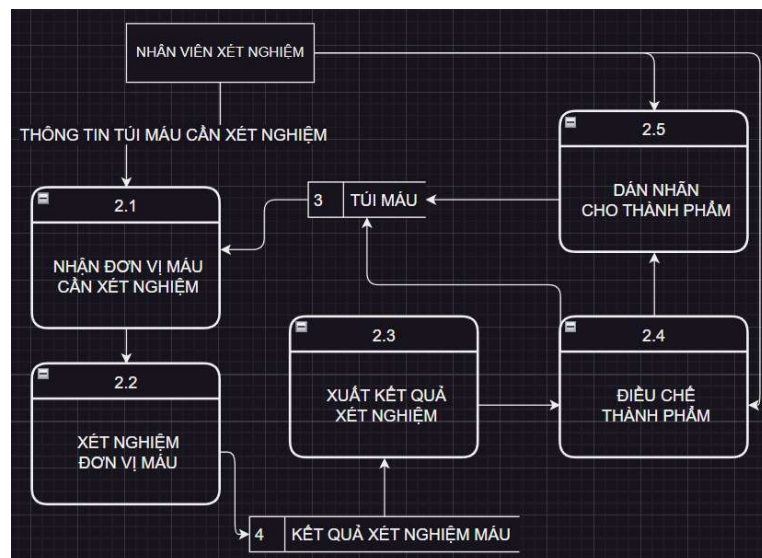 NHÂN VIÊN XÉT NGHIỆM
THÔNG TIN TÚI MÁU CẦN XÉT NGHIỆM
2.5
DÁN NHÃN
CHO THÀNH PHẨM
3
TÚI MÁU
2.1
NHẬN ĐƠN VỊ MÁU
CẦN XÉT NGHIỆM
2.3
XUẤT KẾT QUẢ
XÉT NGHIỆM
2.4
ĐIỀU CHẾ
THÀNH PHẨM
2.2
XÉT NGHIỆM
ĐƠN VỊ MÁU
4
KẾT QUẢ XÉT NGHIỆM MÁU